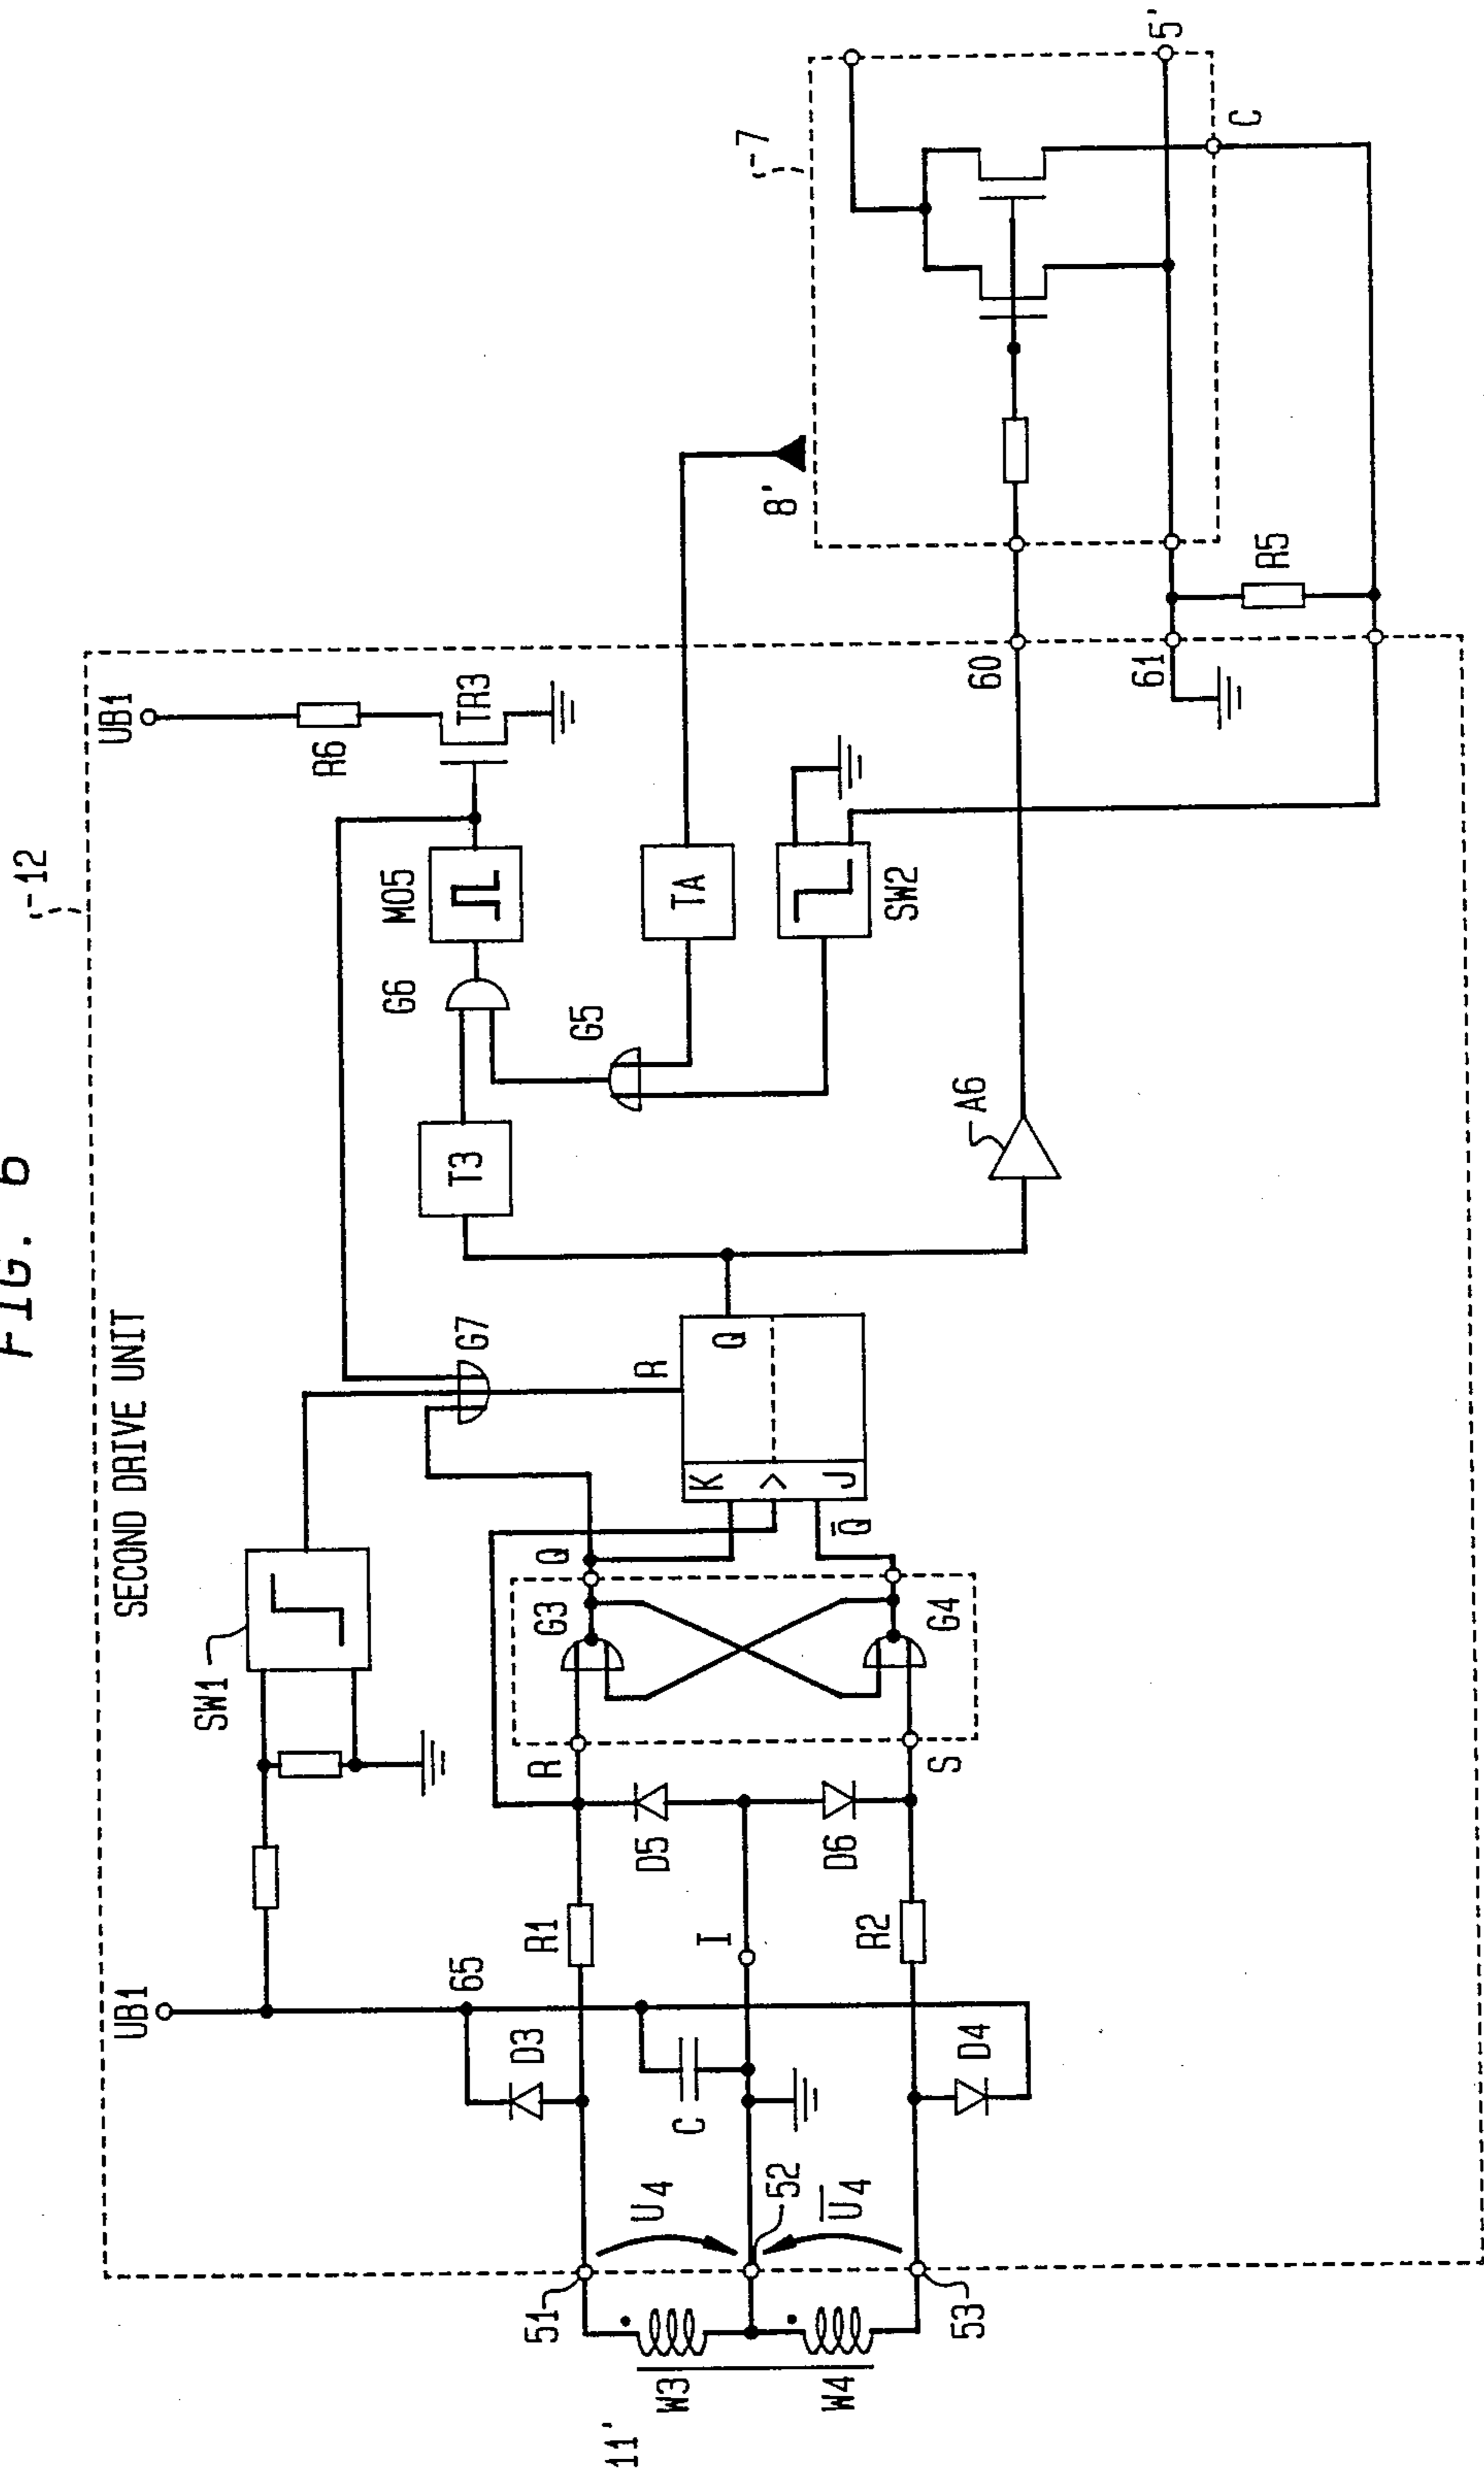 FIG. 6
SECOND DRIVE UNIT
12
UB1
SW1
65
D3
R1
C
I
U4
52
U̅4
51
53
11'
W3
W4
D4
R2
D5
D6
R
S
G3
G4
Q
Q̅
K
>
J
R
Q
G7
T3
G6
G5
M05
TA
SW2
A6
UB1
R6
TR3
60
61
8'
7
R5
C
5'